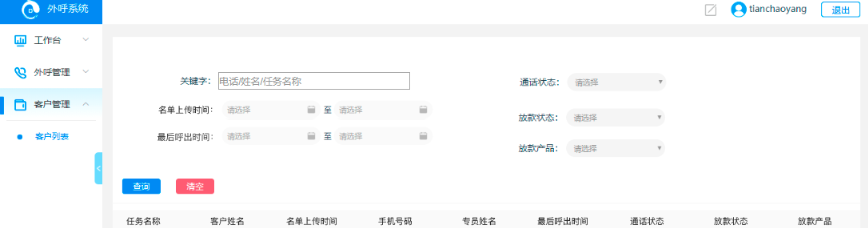 外呼系统
tianchaoyang 退出
工作台
外呼管理
客户管理
客户列表
关键字： 电话/姓名/任务名称 通话状态： 请选择
名单上传时间： 请选择 至 请选择 放款状态： 请选择
最后呼出时间： 请选择 至 请选择 放款产品： 请选择
查询 清空
任务名称 客户姓名 名单上传时间 手机号码 专员姓名 最后呼出时间 通话状态 放款状态 放款产品